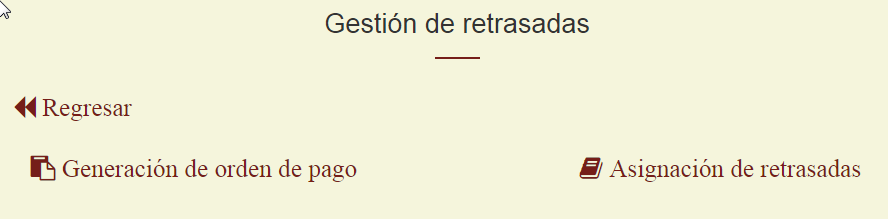 Gestión de retrasadas
Regresar
Generación de orden de pago
Asignación de retrasadas